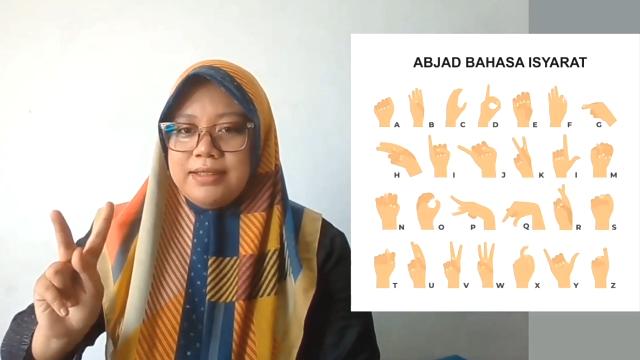 ABJAD BAHASA ISYARAT
A B C D E F G
H I J K I M
N O P Q R S
T U V W X Y Z